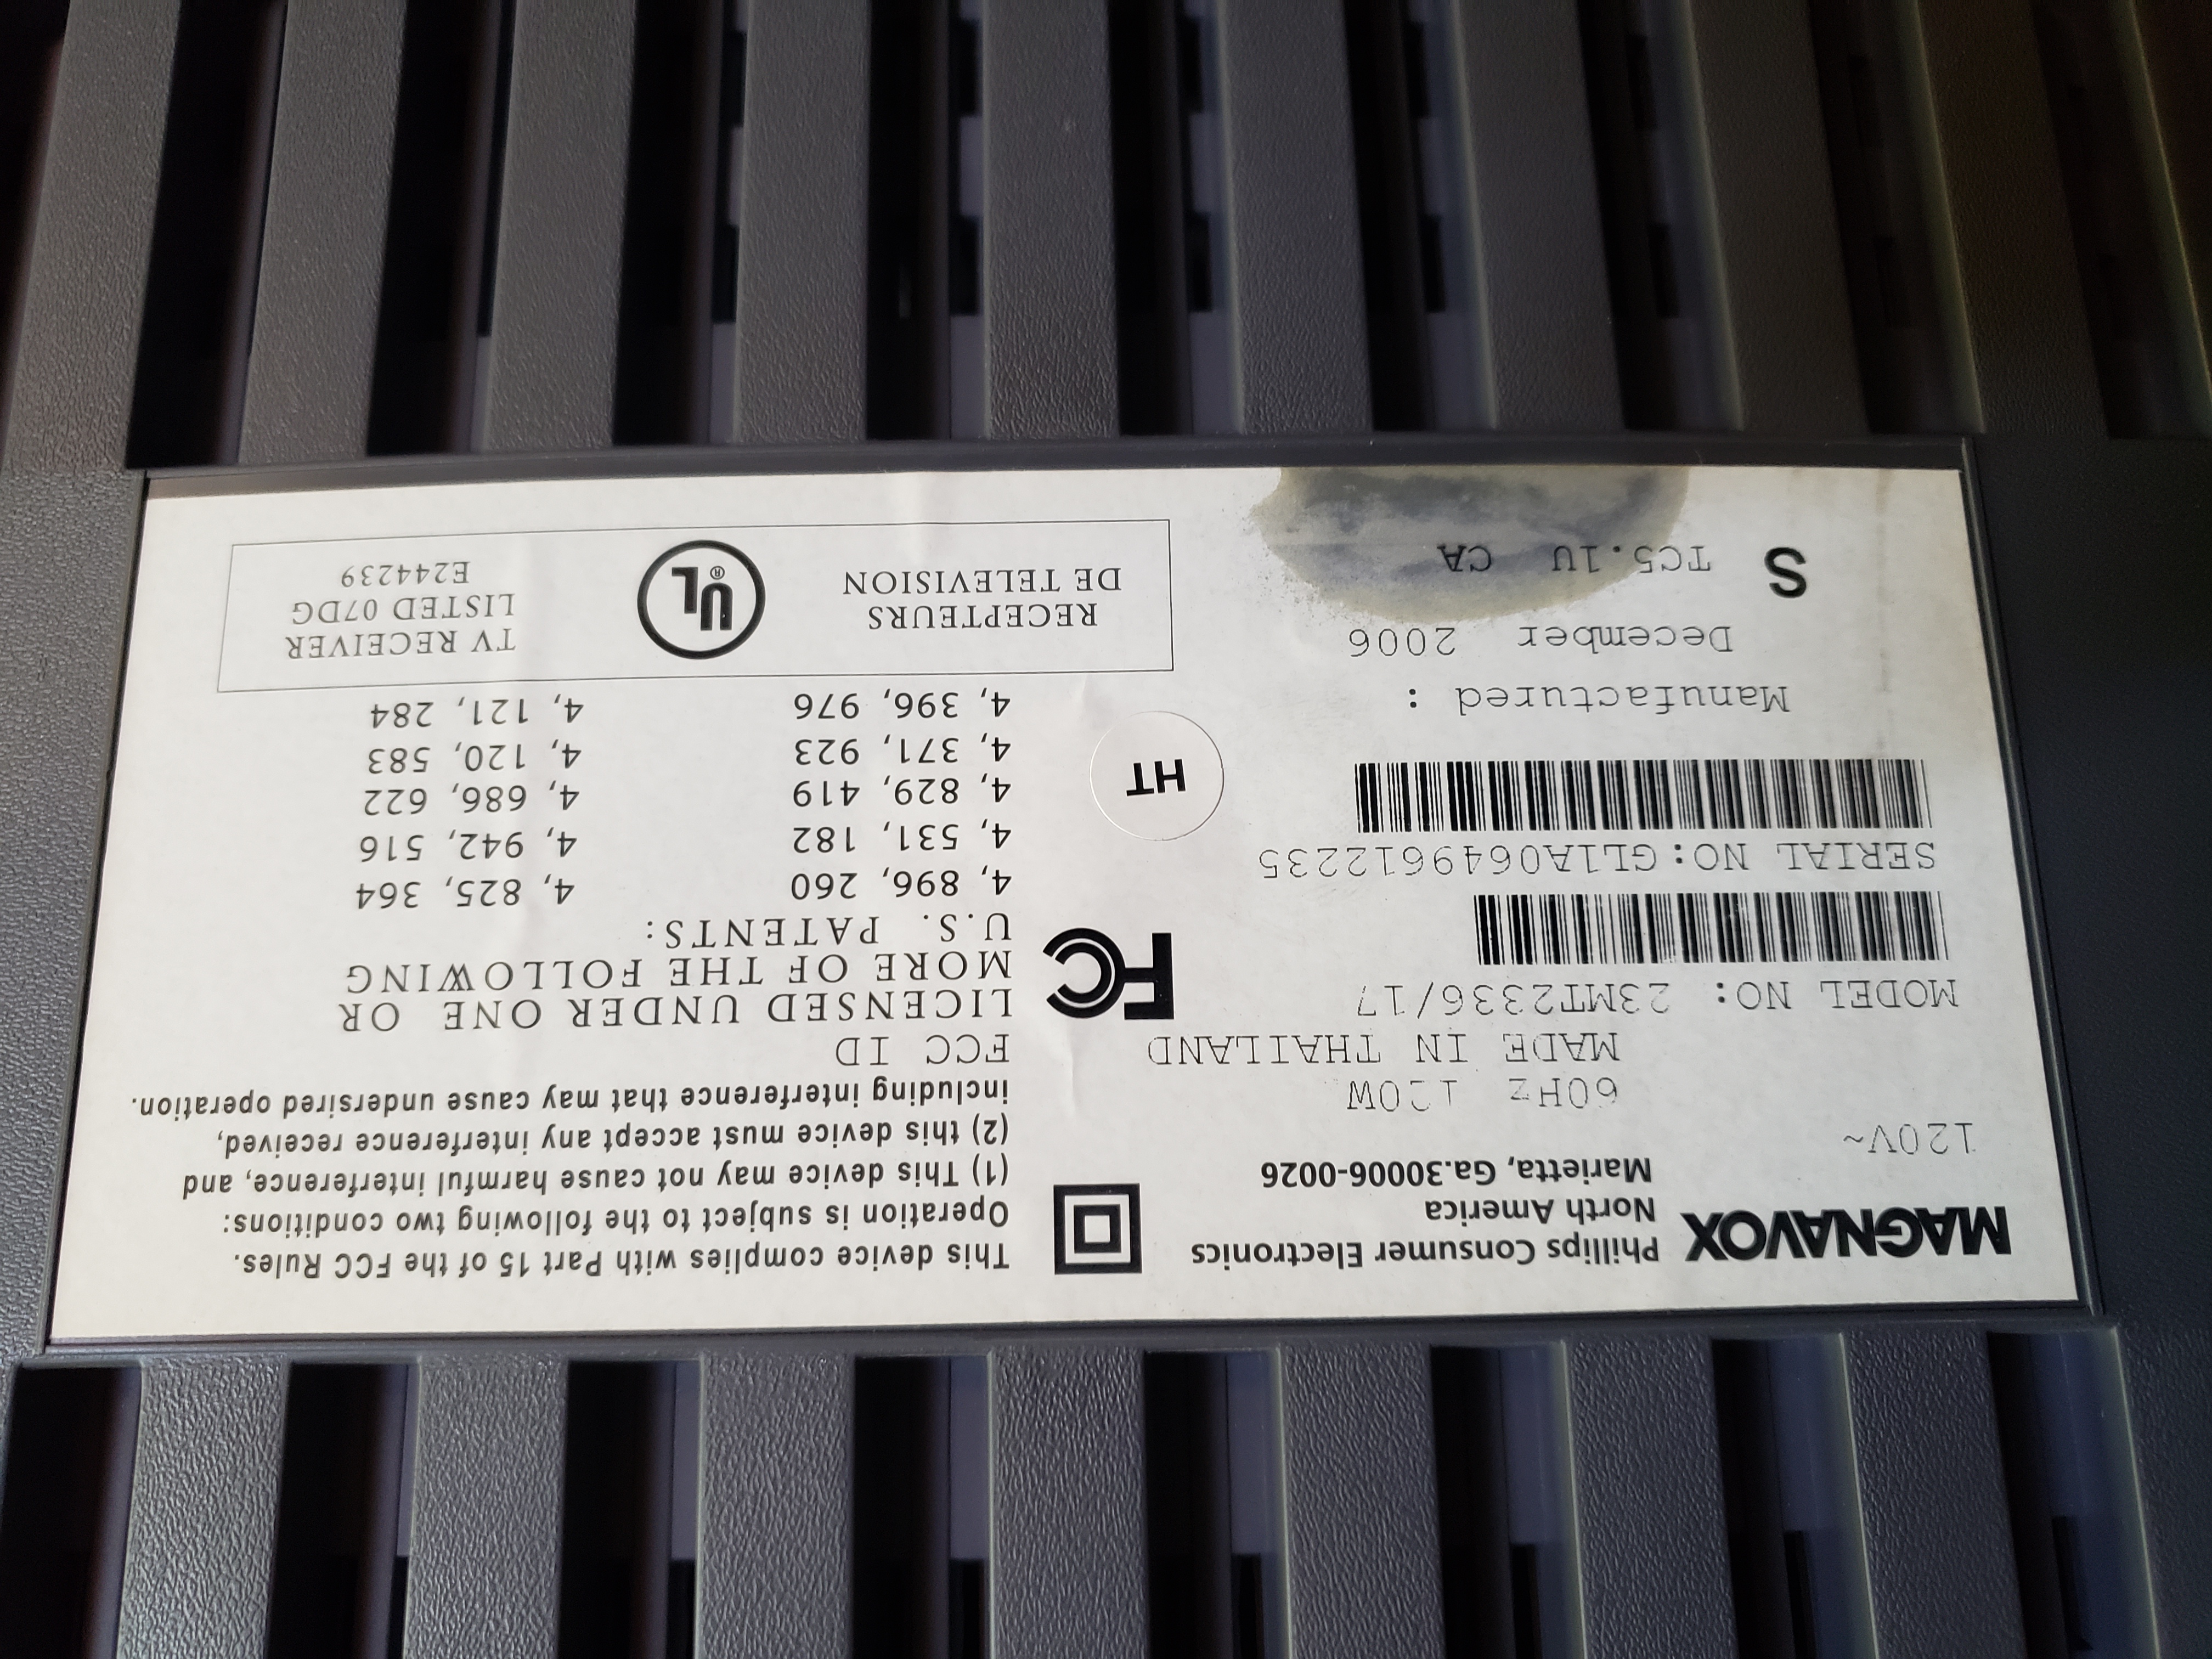 MAGNAVOX
Phillips Consumer Electronics
North America
Marietta, Ga.30006-0026
120V~
60Hz 120W
MADE IN THAILAND
MODEL NO: 23MT2336/17
SERIAL NO:GL1A0649612235
Manufactured :
December 2006
S
TC5.1U CA
HT
FC
This device complies with Part 15 of the FCC Rules.
Operation is subject to the following two conditions:
(1) This device may not cause harmful interference, and
(2) this device must accept any interference received,
including interference that may cause undersired operation.
FCC ID
LICENSED UNDER ONE OR
MORE OF THE FOLLOWING
U.S. PATENTS:
4, 896, 260 4, 825, 364
4, 531, 182 4, 942, 516
4, 829, 419 4, 686, 622
4, 371, 923 4, 120, 583
4, 396, 976 4, 121, 284
RECEPTEURS
DE TELEVISION
UL®
TV RECEIVER
LISTED 07DG
E244239